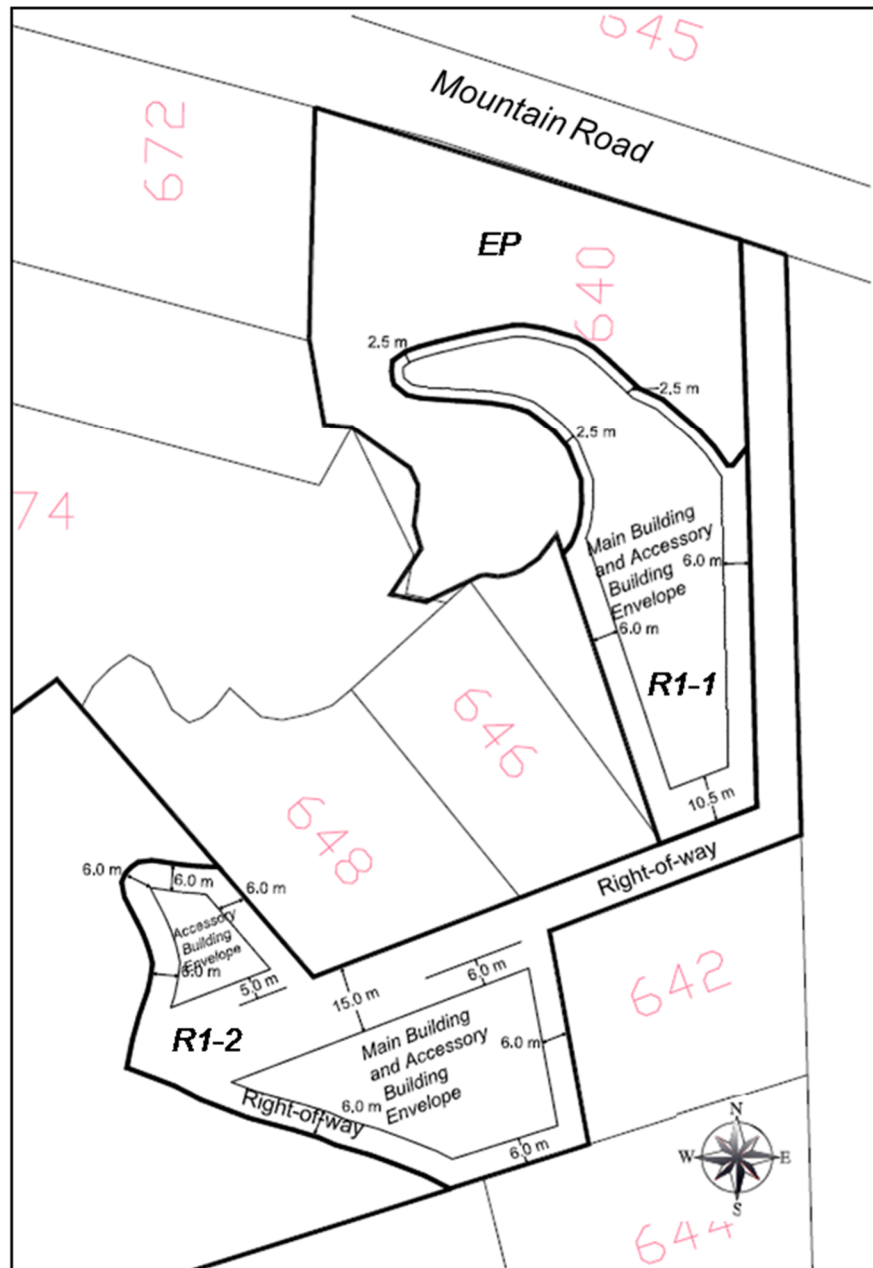 645
Mountain Road
672
EP
640
2.5 m
2.5 m
2.5 m
74
Main Building
and Accessory
Building
Envelope
6.0 m
6.0 m
R1-1
646
10.5 m
648
Right-of-way
6.0 m
6.0 m
6.0 m
Accessory
Building
Envelope
6.0 m
5.0 m
15.0 m
6.0 m
642
R1-2
Main Building
and Accessory
Building
Envelope
6.0 m
6.0 m
Right-of-way
6.0 m
N
W
E
S
644